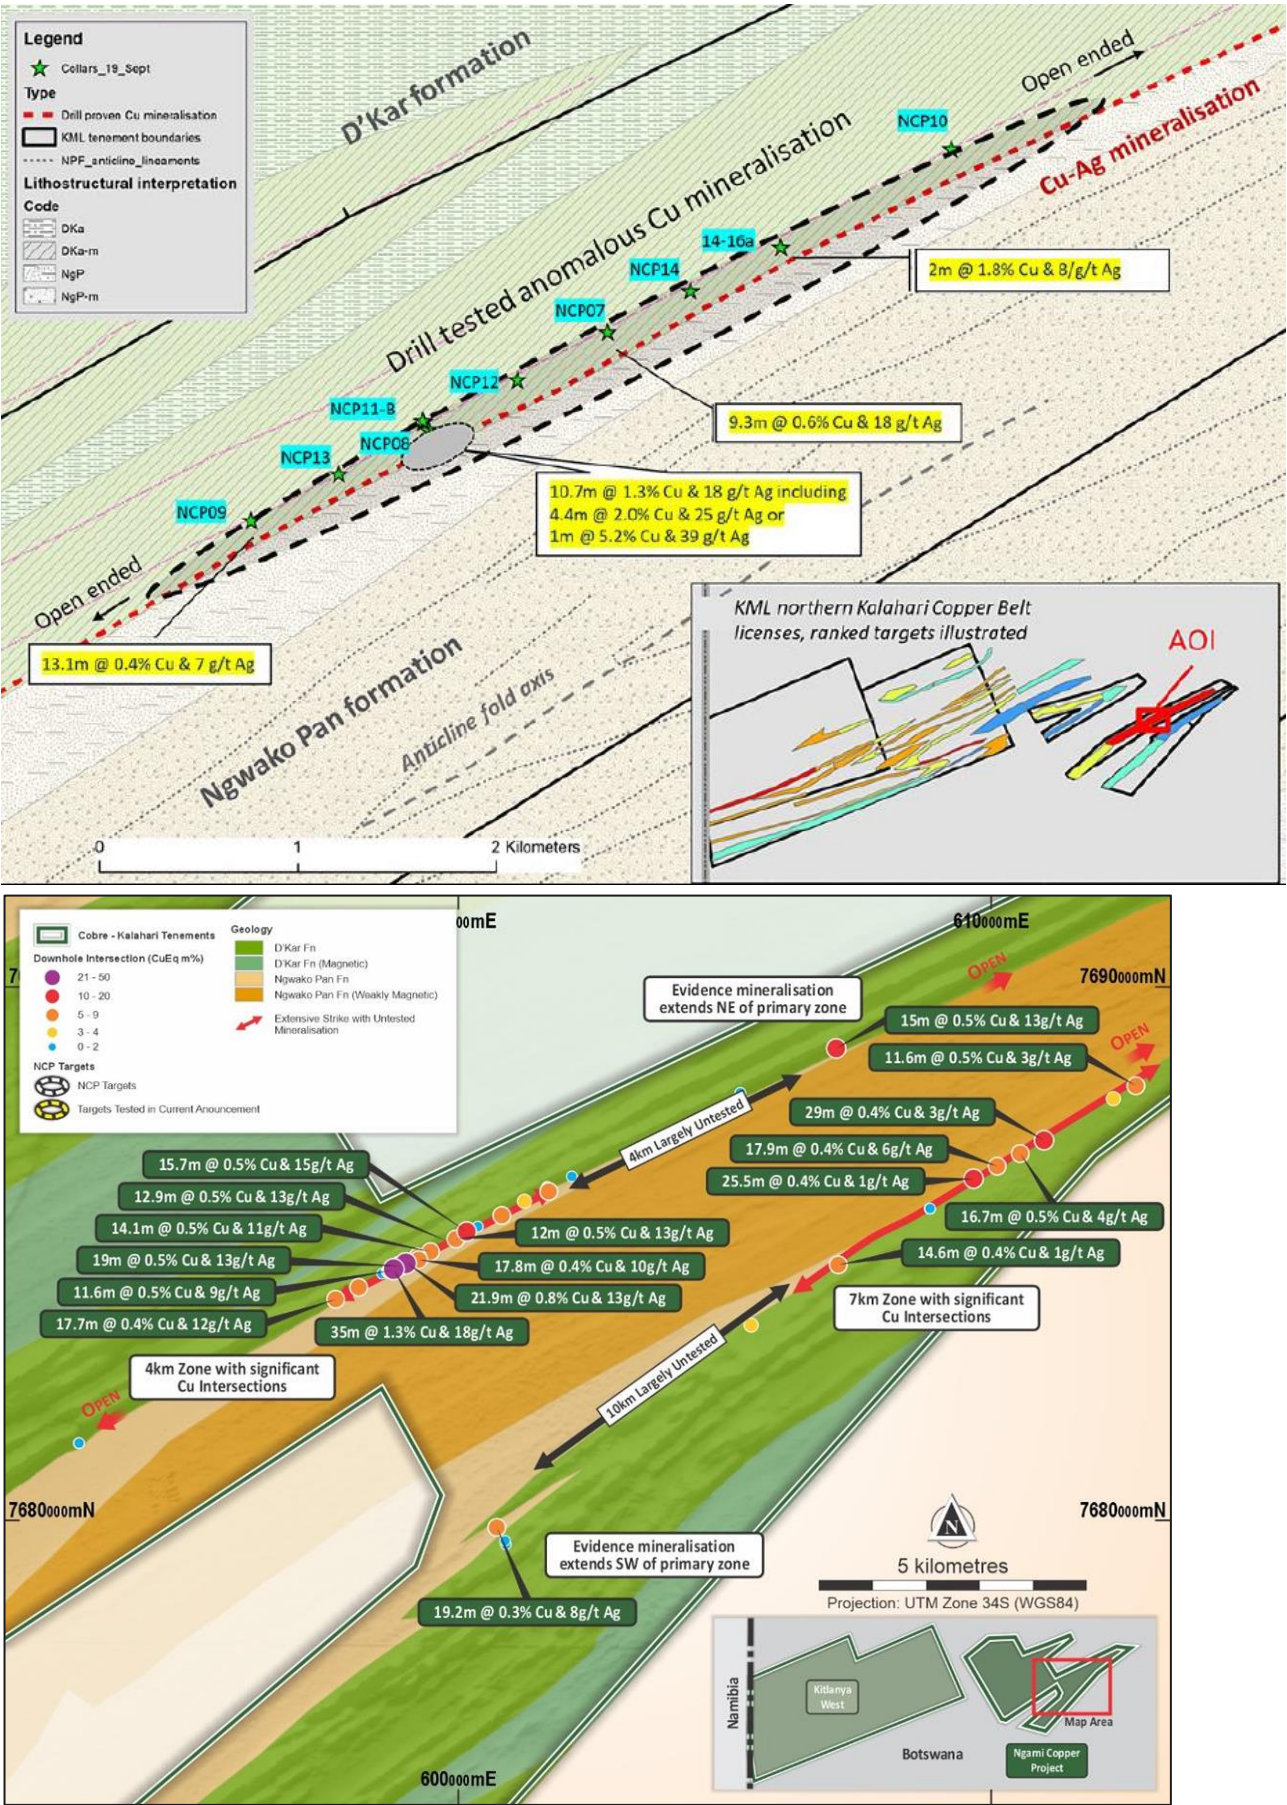 Legend
Collars_19_Sept
Type
Drill proven Cu mineralisation
KML tenement boundaries
NPF_anticline_lineaments
Lithostructural interpretation
Code
DKa
DKa-m
NgP
NgP-m
D'Kar formation
Open ended
Cu-Ag mineralisation
Drill tested anomalous Cu mineralisation
NCP10
14-16a
NCP14
NCP07
NCP12
NCP11-B
NCP08
NCP13
NCP09
2m @ 1.8% Cu & 8/g/t Ag
9.3m @ 0.6% Cu & 18 g/t Ag
10.7m @ 1.3% Cu & 18 g/t Ag including
4.4m @ 2.0% Cu & 25 g/t Ag or
1m @ 5.2% Cu & 39 g/t Ag
Open ended
13.1m @ 0.4% Cu & 7 g/t Ag
Ngwako Pan formation
Anticline fold axis
0 1 2 Kilometers
KML northern Kalahari Copper Belt
licenses, ranked targets illustrated
AOI
Cobre - Kalahari Tenements
Downhole Intersection (CuEq m%)
21 - 50
10 - 20
5 - 9
3 - 4
0 - 2
NCP Targets
NCP Targets
Targets Tested in Current Anouncement
Geology
D'Kar Fn
D'Kar Fn (Magnetic)
Ngwako Pan Fn
Ngwako Pan Fn (Weakly Magnetic)
Extensive Strike with Untested
Mineralisation
00mE
610000mE
7690000mN
Evidence mineralisation
extends NE of primary zone
OPEN
OPEN
15m @ 0.5% Cu & 13g/t Ag
11.6m @ 0.5% Cu & 3g/t Ag
29m @ 0.4% Cu & 3g/t Ag
17.9m @ 0.4% Cu & 6g/t Ag
25.5m @ 0.4% Cu & 1g/t Ag
16.7m @ 0.5% Cu & 4g/t Ag
14.6m @ 0.4% Cu & 1g/t Ag
4km Largely Untested
15.7m @ 0.5% Cu & 15g/t Ag
12.9m @ 0.5% Cu & 13g/t Ag
14.1m @ 0.5% Cu & 11g/t Ag
19m @ 0.5% Cu & 13g/t Ag
11.6m @ 0.5% Cu & 9g/t Ag
17.7m @ 0.4% Cu & 12g/t Ag
12m @ 0.5% Cu & 13g/t Ag
17.8m @ 0.4% Cu & 10g/t Ag
21.9m @ 0.8% Cu & 13g/t Ag
35m @ 1.3% Cu & 18g/t Ag
7km Zone with significant
Cu Intersections
4km Zone with significant
Cu Intersections
10km Largely Untested
OPEN
7680000mN
7680000mN
Evidence mineralisation
extends SW of primary zone
19.2m @ 0.3% Cu & 8g/t Ag
N
5 kilometres
Projection: UTM Zone 34S (WGS84)
600000mE
Namibia
Kitlanya
West
Map Area
Botswana
Ngami Copper
Project